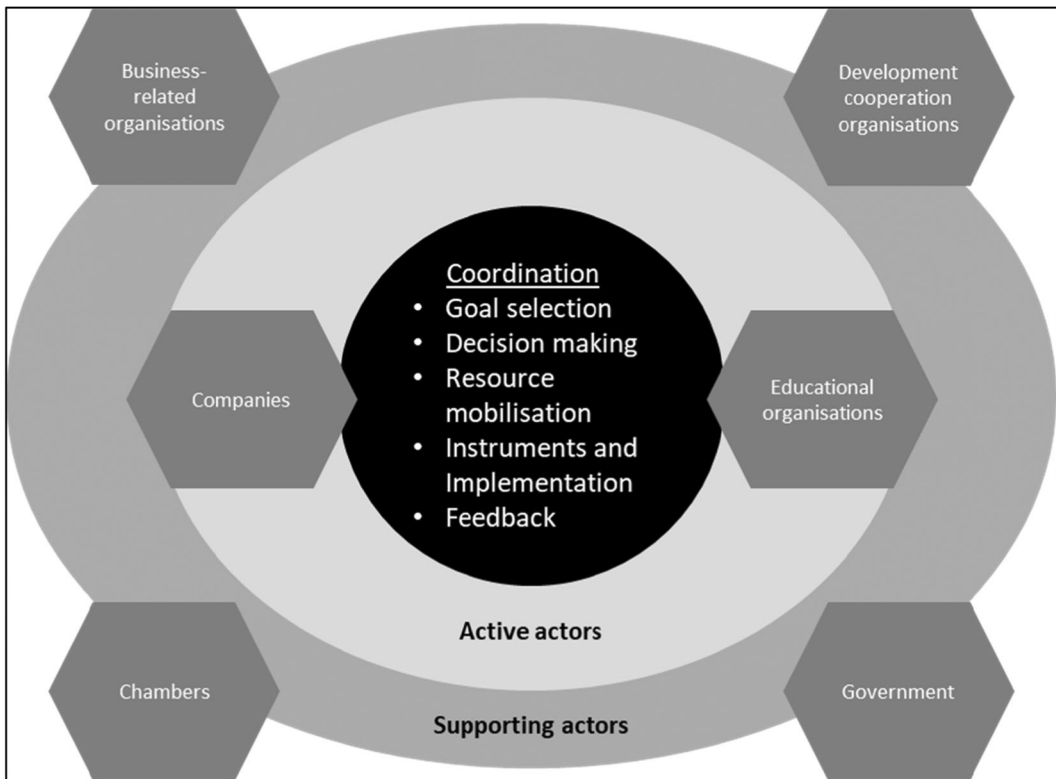 Business-
related
organisations
Development
cooperation
organisations
Coordination
• Goal selection
• Decision making
• Resource
mobilisation
• Instruments and
Implementation
• Feedback
Companies
Educational
organisations
Active actors
Chambers
Supporting actors
Government